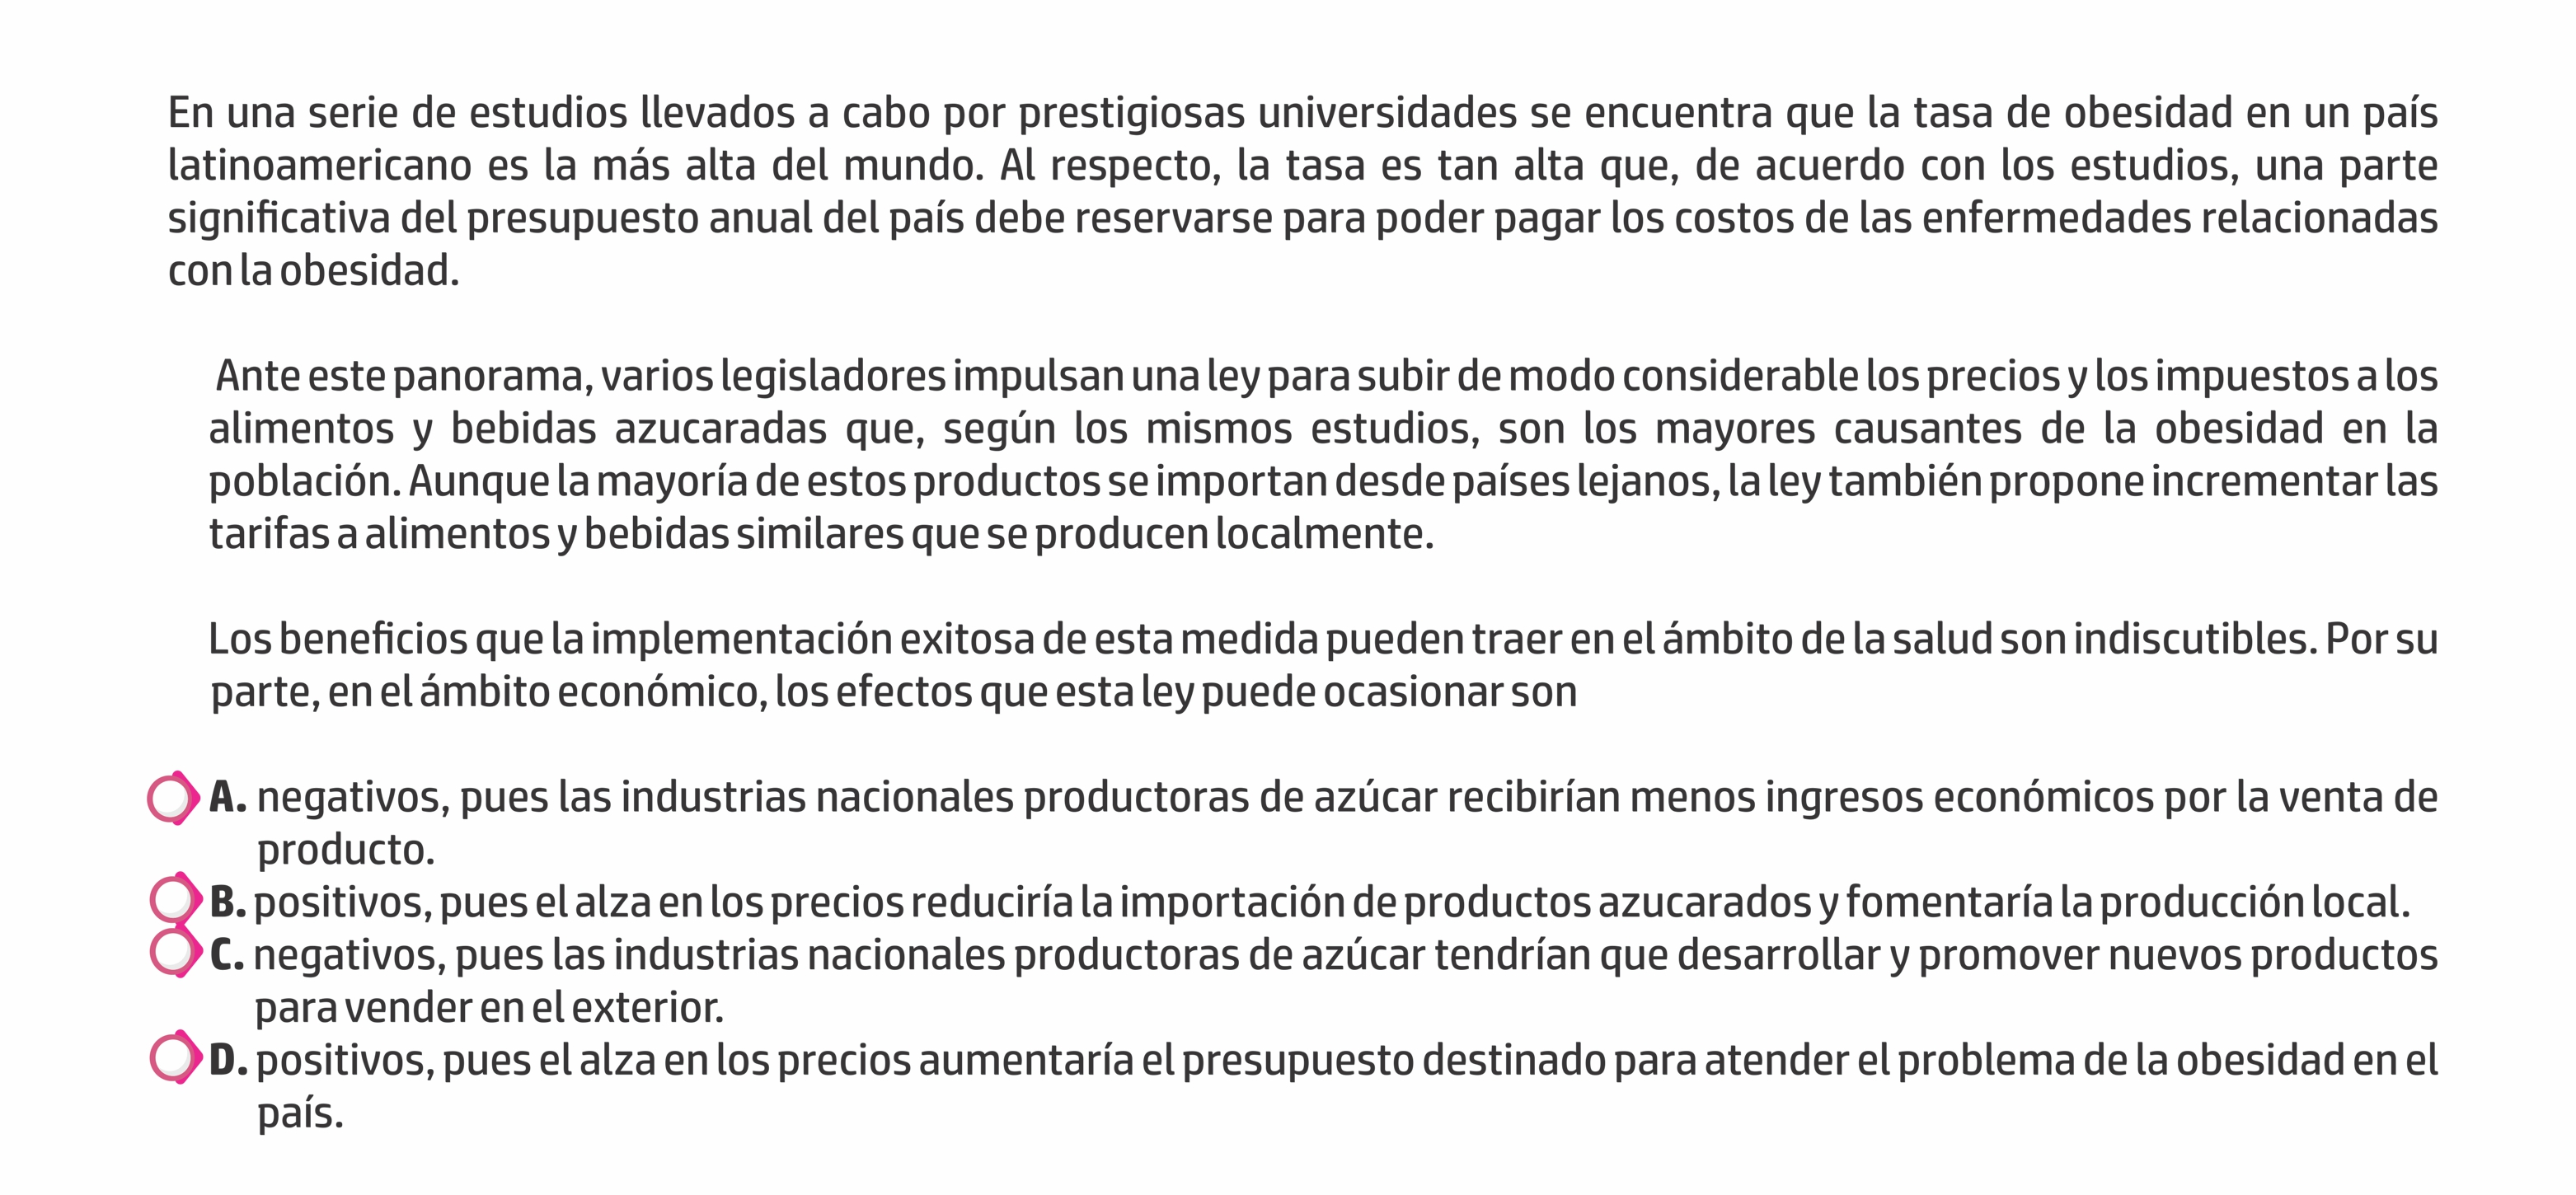 En una serie de estudios llevados a cabo por prestigiosas universidades se encuentra que la tasa de obesidad en un país
latinoamericano es la más alta del mundo. Al respecto, la tasa es tan alta que, de acuerdo con los estudios, una parte
significativa del presupuesto anual del país debe reservarse para poder pagar los costos de las enfermedades relacionadas
con la obesidad.
Ante este panorama, varios legisladores impulsan una ley para subir de modo considerable los precios y los impuestos a los
alimentos y bebidas azucaradas que, según los mismos estudios, son los mayores causantes de la obesidad en la
población. Aunque la mayoría de estos productos se importan desde países lejanos, la ley también propone incrementar las
tarifas a alimentos y bebidas similares que se producen localmente.
Los beneficios que la implementación exitosa de esta medida pueden traer en el ámbito de la salud son indiscutibles. Por su
parte, en el ámbito económico, los efectos que esta ley puede ocasionar son
A. negativos, pues las industrias nacionales productoras de azúcar recibirían menos ingresos económicos por la venta de
producto.
B. positivos, pues el alza en los precios reduciría la importación de productos azucarados y fomentaría la producción local.
C. negativos, pues las industrias nacionales productoras de azúcar tendrían que desarrollar y promover nuevos productos
para vender en el exterior.
D. positivos, pues el alza en los precios aumentaría el presupuesto destinado para atender el problema de la obesidad en el
país.